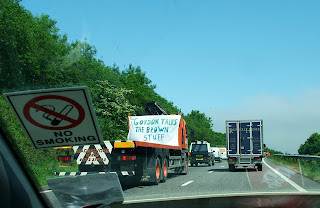 NO
SMOKING
GORDON TALKS
THE BROWN
STUFF